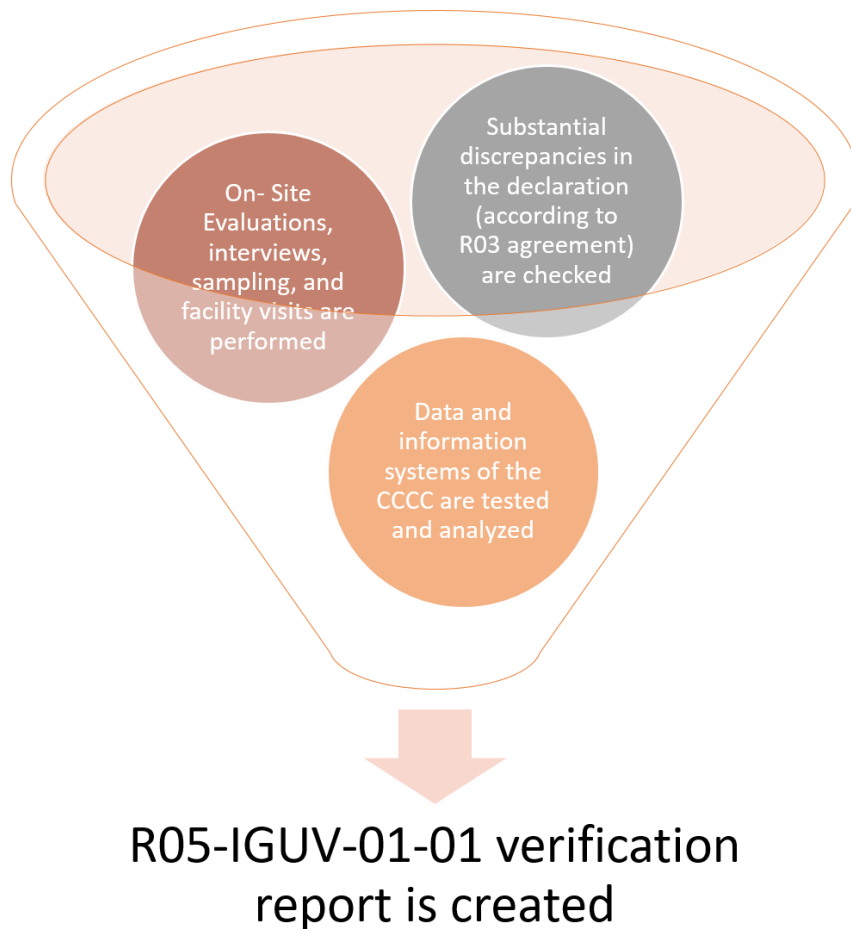 Substantial
discrepancies in
the declaration
(according to
R03 agreement)
are checked
On- Site
Evaluations,
interviews,
sampling, and
facility visits are
performed
Data and
information
systems of the
CCCC are tested
and analyzed
R05-IGUV-01-01 verification
report is created